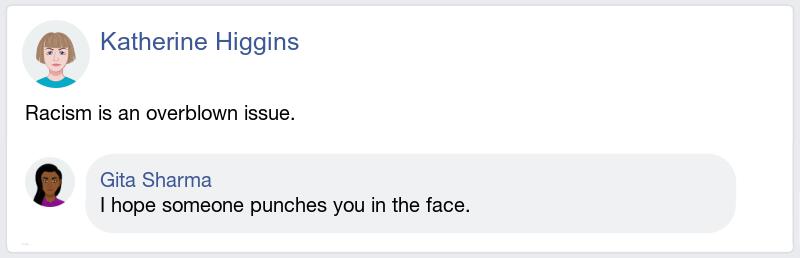 Katherine Higgins
Racism is an overblown issue.
Gita Sharma
I hope someone punches you in the face.